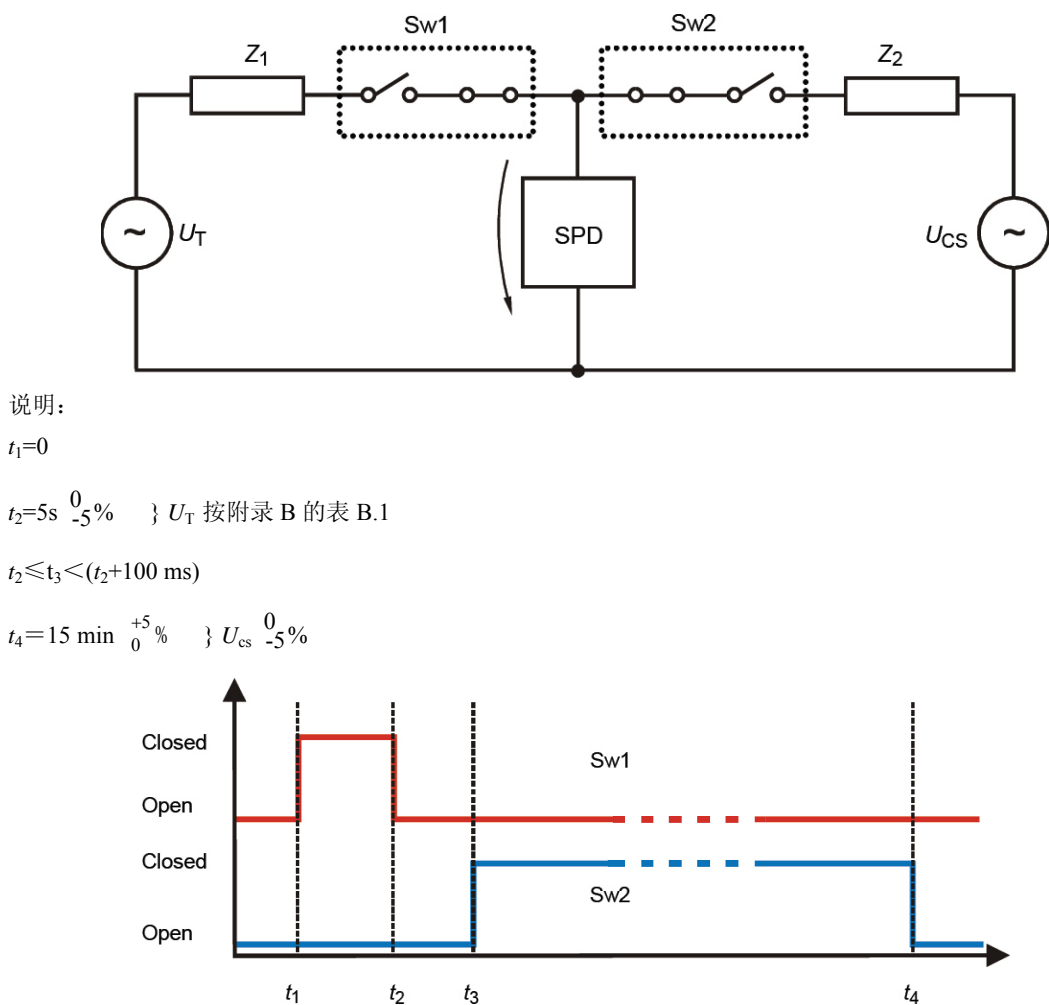 Sw1 Sw2
Z1 Z2
~ UT SPD UCS ~
说明：
t1=0
t2=5s 0 -5% } UT 按附录 B 的表 B.1
t2≤t3＜(t2+100 ms)
t4＝15 min +5 0 % } Ucs 0 -5%
Closed
Sw1
Open
Closed
Sw2
Open
t1 t2 t3 t4